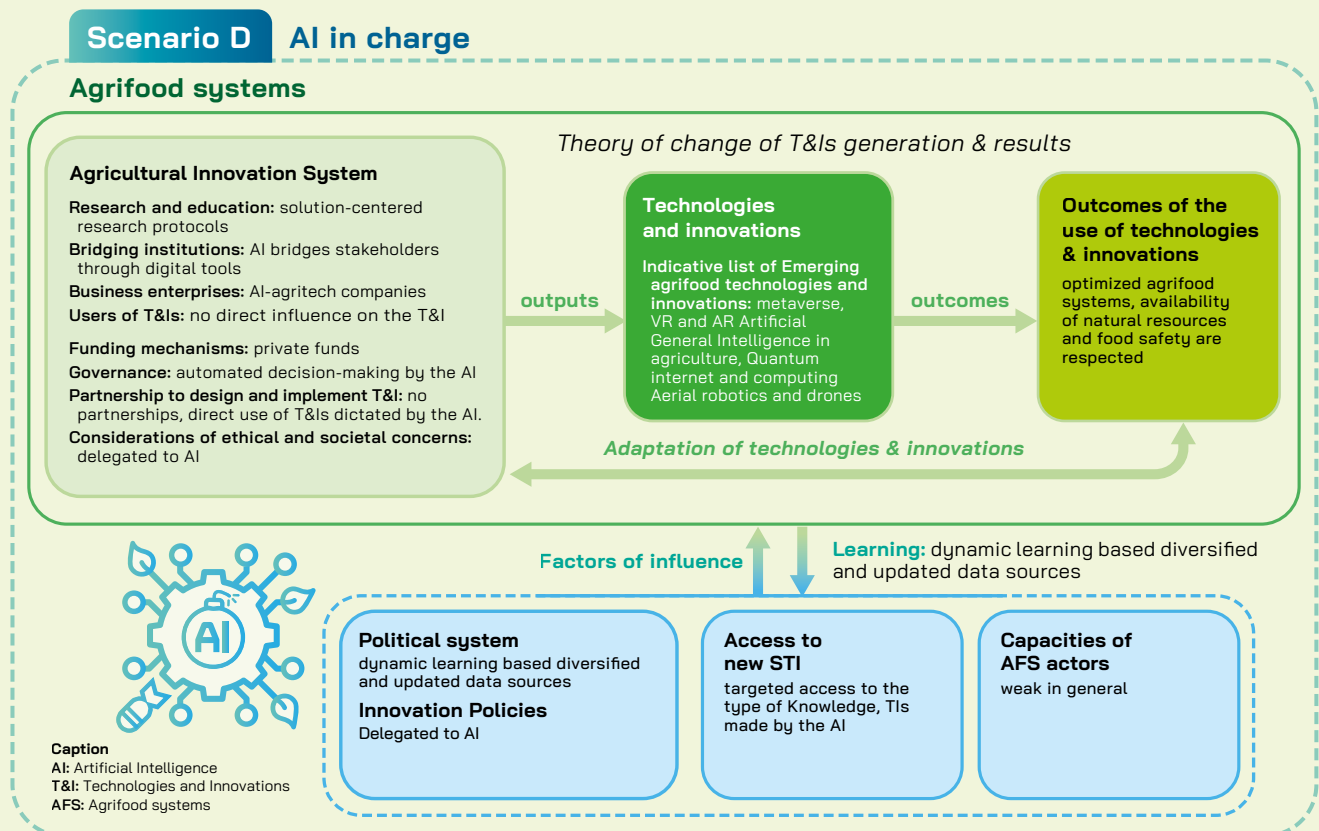 Scenario D
AI in charge
Agrifood systems
Theory of change of T&Is generation & results
Agricultural Innovation System
Research and education: solution-centered
research protocols
Bridging institutions: AI bridges stakeholders
through digital tools
Business enterprises: AI-agritech companies
Users of T&Is: no direct influence on the T&I
Funding mechanisms: private funds
Governance: automated decision-making by the AI
Partnership to design and implement T&I: no
partnerships, direct use of T&Is dictated by the AI.
Considerations of ethical and societal concerns:
delegated to AI
outputs
Technologies
and innovations
Indicative list of Emerging
agrifood technologies and
innovations: metaverse,
VR and AR Artificial
General Intelligence in
agriculture, Quantum
internet and computing
Aerial robotics and drones
outcomes
Outcomes of the
use of technologies
& innovations
optimized agrifood
systems, availability
of natural resources
and food safety are
respected
Adaptation of technologies & innovations
Factors of influence
Learning: dynamic learning based diversified
and updated data sources
AI
Political system
dynamic learning based diversified
and updated data sources
Innovation Policies
Delegated to AI
Access to
new STI
targeted access to the
type of Knowledge, TIs
made by the AI
Capacities of
AFS actors
weak in general
Caption
AI: Artificial Intelligence
T&I: Technologies and Innovations
AFS: Agrifood systems